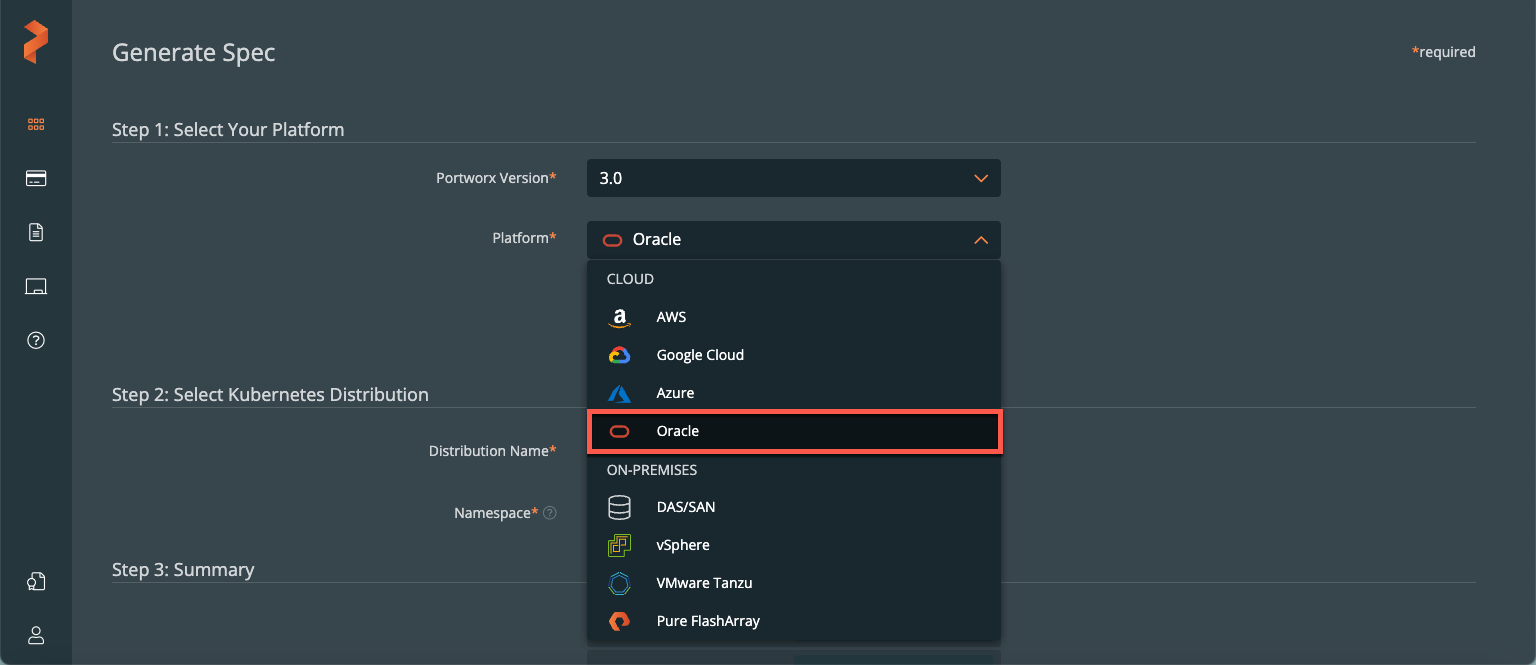 Generate Spec
*required
Step 1: Select Your Platform
Portworx Version*
3.0
Platform*
Oracle
CLOUD
AWS
Google Cloud
Azure
Oracle
Step 2: Select Kubernetes Distribution
Distribution Name*
ON-PREMISES
DAS/SAN
Namespace* ?
vSphere
Step 3: Summary
VMware Tanzu
Pure FlashArray